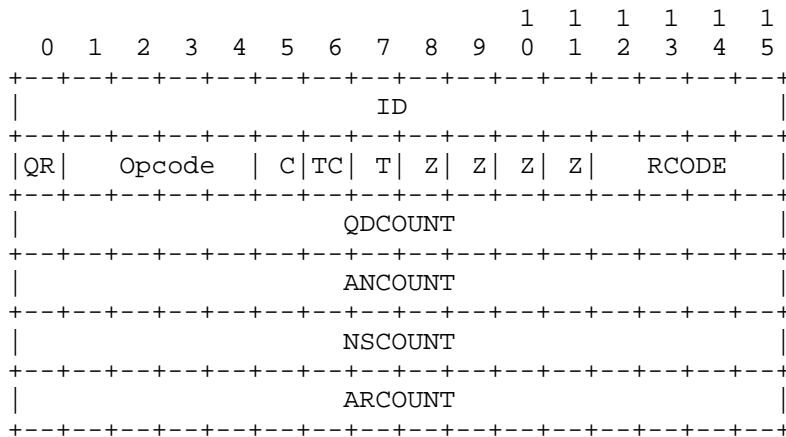 1  1  1  1  1  1
  0  1  2  3  4  5  6  7  8  9  0  1  2  3  4  5
+--+--+--+--+--+--+--+--+--+--+--+--+--+--+--+--+
|                      ID                       |
+--+--+--+--+--+--+--+--+--+--+--+--+--+--+--+--+
|QR|   Opcode  | C|TC| T| Z| Z| Z| Z|   RCODE   |
+--+--+--+--+--+--+--+--+--+--+--+--+--+--+--+--+
|                    QDCOUNT                    |
+--+--+--+--+--+--+--+--+--+--+--+--+--+--+--+--+
|                    ANCOUNT                    |
+--+--+--+--+--+--+--+--+--+--+--+--+--+--+--+--+
|                    NSCOUNT                    |
+--+--+--+--+--+--+--+--+--+--+--+--+--+--+--+--+
|                    ARCOUNT                    |
+--+--+--+--+--+--+--+--+--+--+--+--+--+--+--+--+